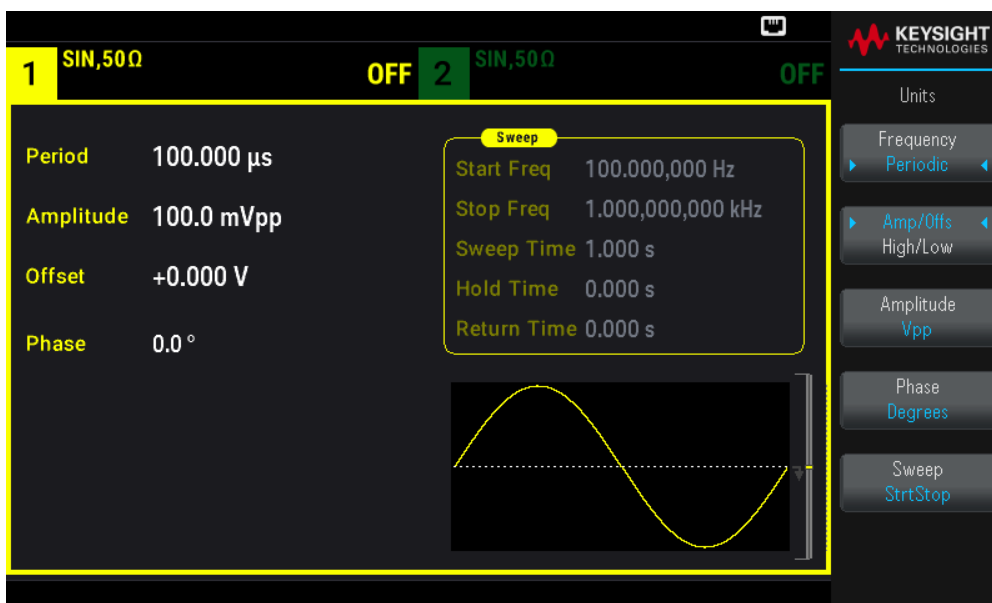 KEYSIGHT
TECHNOLOGIES
1 SIN,50Ω OFF 2 SIN,50Ω OFF
Units
Period 100.000 µs
Amplitude 100.0 mVpp
Offset +0.000 V
Phase 0.0 °
Sweep
Start Freq 100.000,000 Hz
Stop Freq 1.000,000,000 kHz
Sweep Time 1.000 s
Hold Time 0.000 s
Return Time 0.000 s
Frequency
Periodic
Amp/Offs
High/Low
Amplitude
Vpp
Phase
Degrees
Sweep
StrtStop